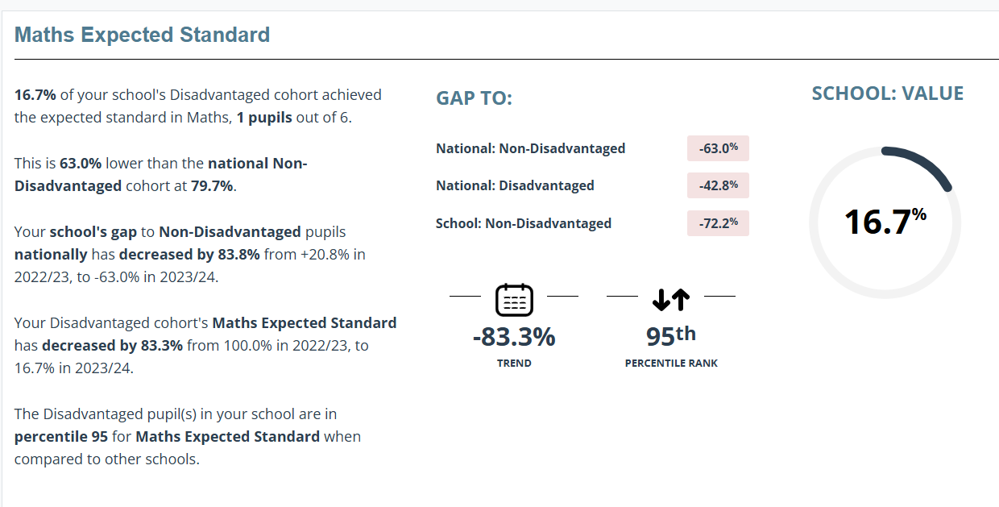 Maths Expected Standard
16.7% of your school's Disadvantaged cohort achieved
the expected standard in Maths, 1 pupils out of 6.
This is 63.0% lower than the national Non-
Disadvantaged cohort at 79.7%.
Your school's gap to Non-Disadvantaged pupils
nationally has decreased by 83.8% from +20.8% in
2022/23, to -63.0% in 2023/24.
Your Disadvantaged cohort's Maths Expected Standard
has decreased by 83.3% from 100.0% in 2022/23, to
16.7% in 2023/24.
The Disadvantaged pupil(s) in your school are in
percentile 95 for Maths Expected Standard when
compared to other schools.
GAP TO:
National: Non-Disadvantaged -63.0%
National: Disadvantaged -42.8%
School: Non-Disadvantaged -72.2%
-83.3%
TREND
95th
PERCENTILE RANK
SCHOOL: VALUE
16.7%